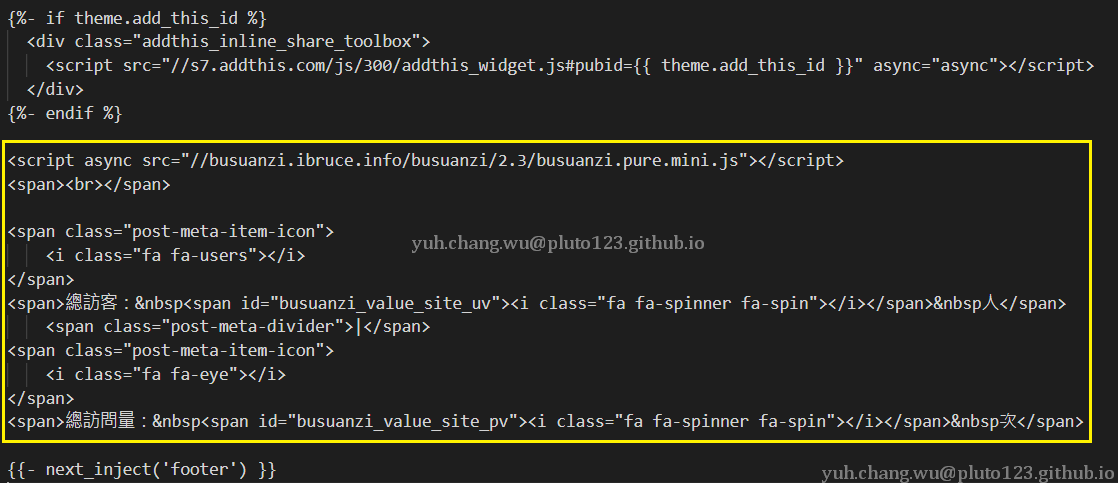 {%- if theme.add_this_id %}
<div class="addthis_inline_share_toolbox">
<script src="//s7.addthis.com/js/300/addthis_widget.js#pubid={{ theme.add_this_id }}" async="async"></script>
</div>
{%- endif %}
<script async src="//busuanzi.ibruce.info/busuanzi/2.3/busuanzi.pure.mini.js"></script>
<span><br></span>
<span class="post-meta-item-icon">
yuh.chang.wu@pluto123.github.io
<i class="fa fa-users"></i>
</span>
<span>總訪客：&nbsp<span id="busuanzi_value_site_uv"><i class="fa fa-spinner fa-spin"></i></span>&nbsp人</span>
<span class="post-meta-divider">|</span>
<span class="post-meta-item-icon">
<i class="fa fa-eye"></i>
</span>
<span>總訪問量：&nbsp<span id="busuanzi_value_site_pv"><i class="fa fa-spinner fa-spin"></i></span>&nbsp次</span>
{{- next_inject('footer') }}
yuh.chang.wu@pluto123.github.io